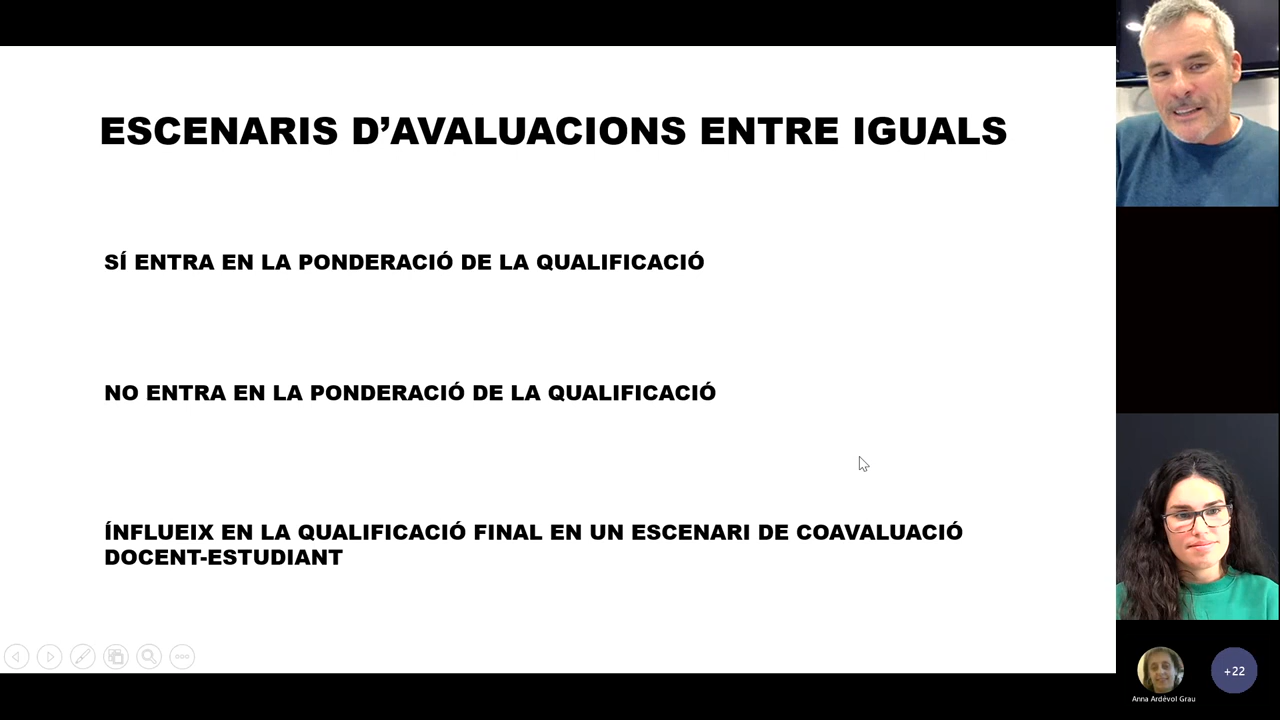 ESCENARIS D’AVALUACIONS ENTRE IGUALS
SÍ ENTRA EN LA PONDERACIÓ DE LA QUALIFICACIÓ
NO ENTRA EN LA PONDERACIÓ DE LA QUALIFICACIÓ
ÍNFLUEIX EN LA QUALIFICACIÓ FINAL EN UN ESCENARI DE COAVALUACIÓ
DOCENT-ESTUDIANT
+22
Anna Ardévol Grau